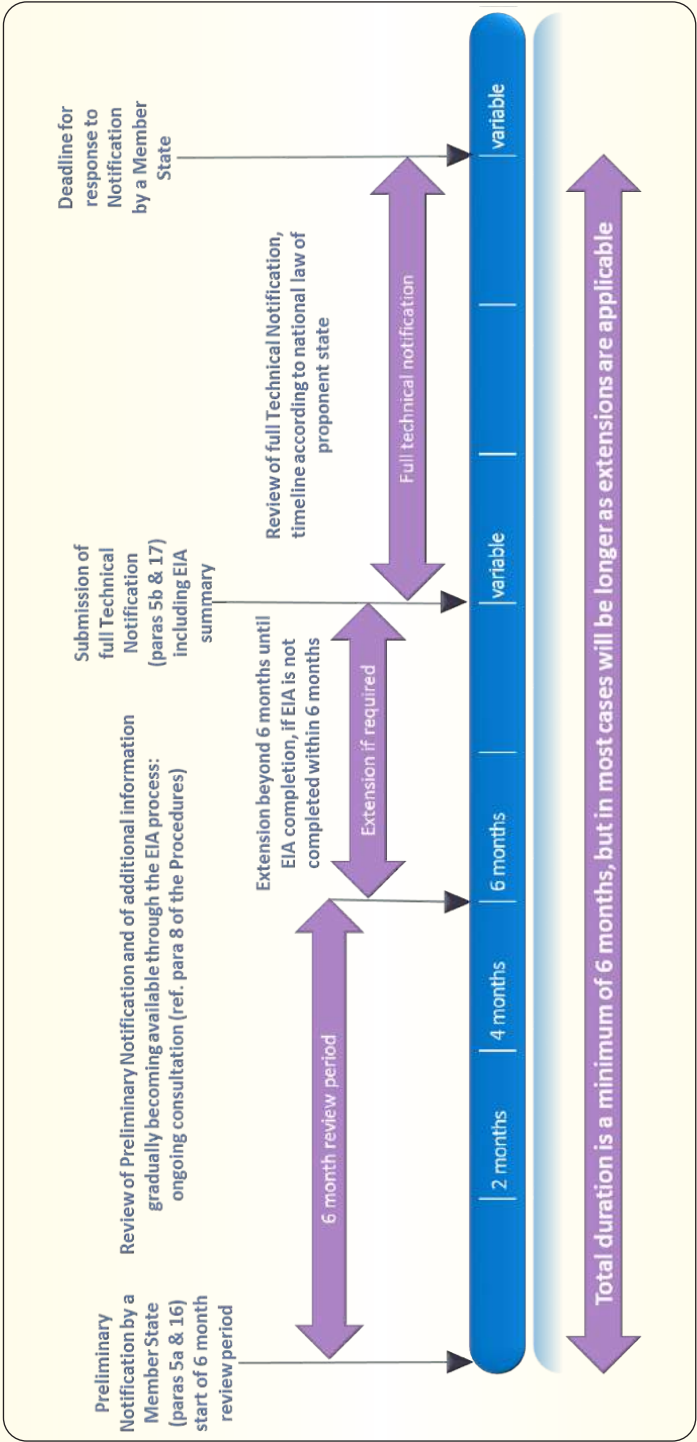 Preliminary
Notification by a
Member State
(paras 5a & 16)
start of 6 month
review period
Review of Preliminary Notification and of additional information
gradually becoming available through the EIA process:
ongoing consultation (ref. para 8 of the Procedures)
Submission of
full Technical
Notification
(paras 5b & 17)
including EIA
summary
Deadline for
response to
Notification
by a Member
State
Extension beyond 6 months until
EIA completion, if EIA is not
completed within 6 months
Review of full Technical Notification,
timeline according to national law of
proponent state
6 month review period
Extension if required
Full technical notification
2 months
4 months
6 months
variable
variable
Total duration is a minimum of 6 months, but in most cases will be longer as extensions are applicable